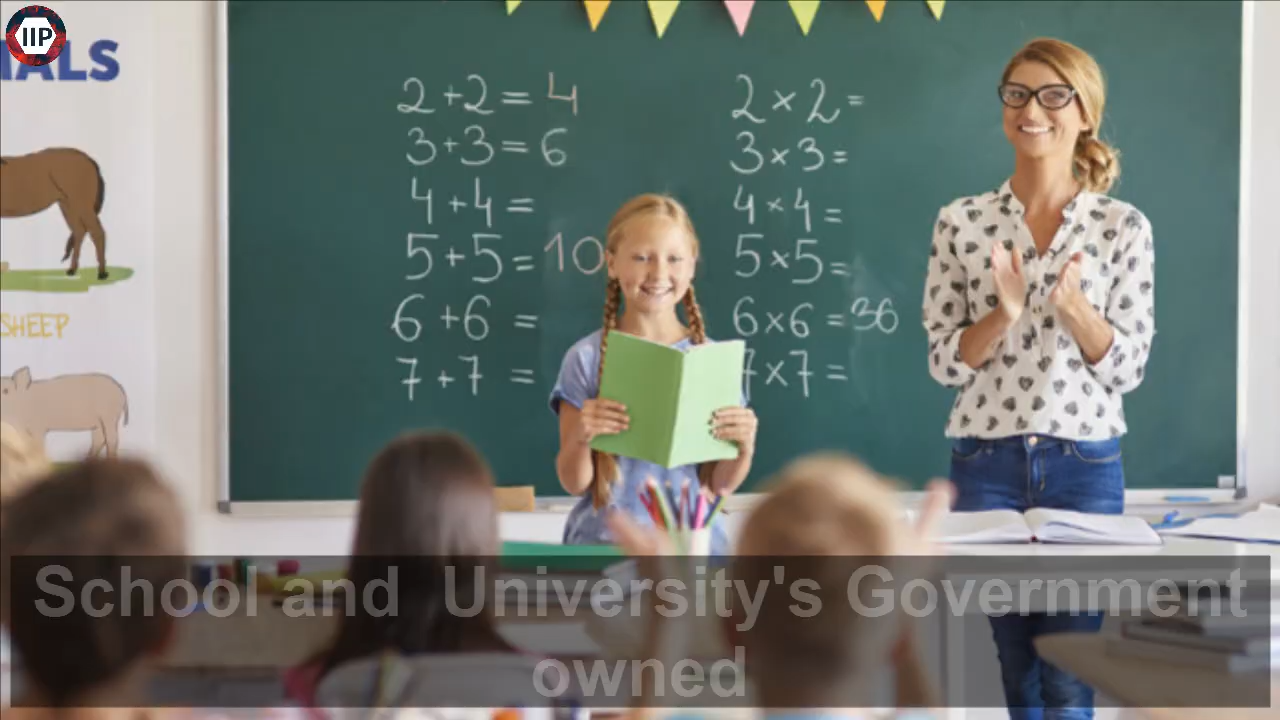 IIP
ALS
SHEEP
2+2=4
3+3=6
4+4=
5+5=10
6+6=
7+7=
2×2=
3×3=
4×4=
5×5=
6×6=36
7×7=
School and University's Government
owned